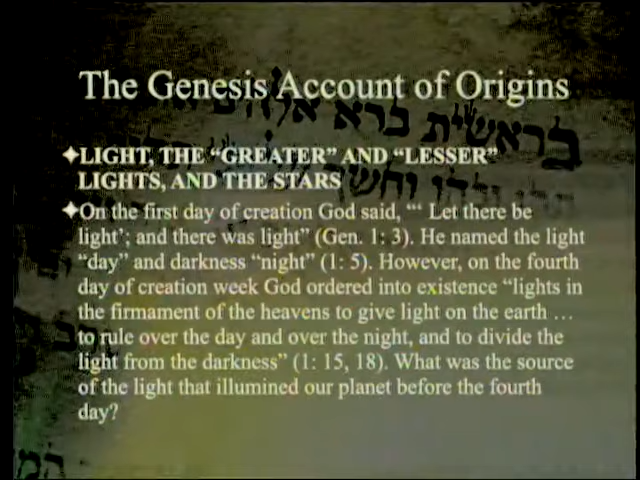 The Genesis Account of Origins
בראשית ברא אלהים
✦LIGHT, THE “GREATER” AND “LESSER”
LIGHTS, AND THE STARS
✦On the first day of creation God said, “‘ Let there be
light’; and there was light” (Gen. 1: 3). He named the light
“day” and darkness “night” (1: 5). However, on the fourth
day of creation week God ordered into existence “lights in
the firmament of the heavens to give light on the earth …
to rule over the day and over the night, and to divide the
light from the darkness” (1: 15, 18). What was the source
of the light that illumined our planet before the fourth
day?